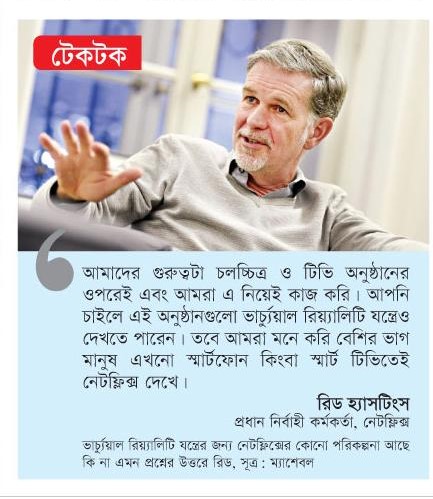 টেকটক
আমাদের গুরুত্বটা চলচ্চিত্র ও টিভি অনুষ্ঠানের
ওপরেই এবং আমরা এ নিয়েই কাজ করি। আপনি
চাইলে এই অনুষ্ঠানগুলো ভার্চ্যুয়াল রিয়্যালিটি যন্ত্রেও
দেখতে পারেন। তবে আমরা মনে করি বেশির ভাগ
মানুষ এখনো স্মার্টফোন কিংবা স্মার্ট টিভিতেই
নেটফ্লিক্স দেখে।
রিড হ্যাসটিংস
প্রধান নির্বাহী কর্মকর্তা, নেটফ্লিক্স
ভার্চ্যুয়াল রিয়্যালিটি যন্ত্রের জন্য নেটফ্লিক্সের কোনো পরিকল্পনা আছে
কি না এমন প্রশ্নের উত্তরে রিড, সূত্র : ম্যাশেবল